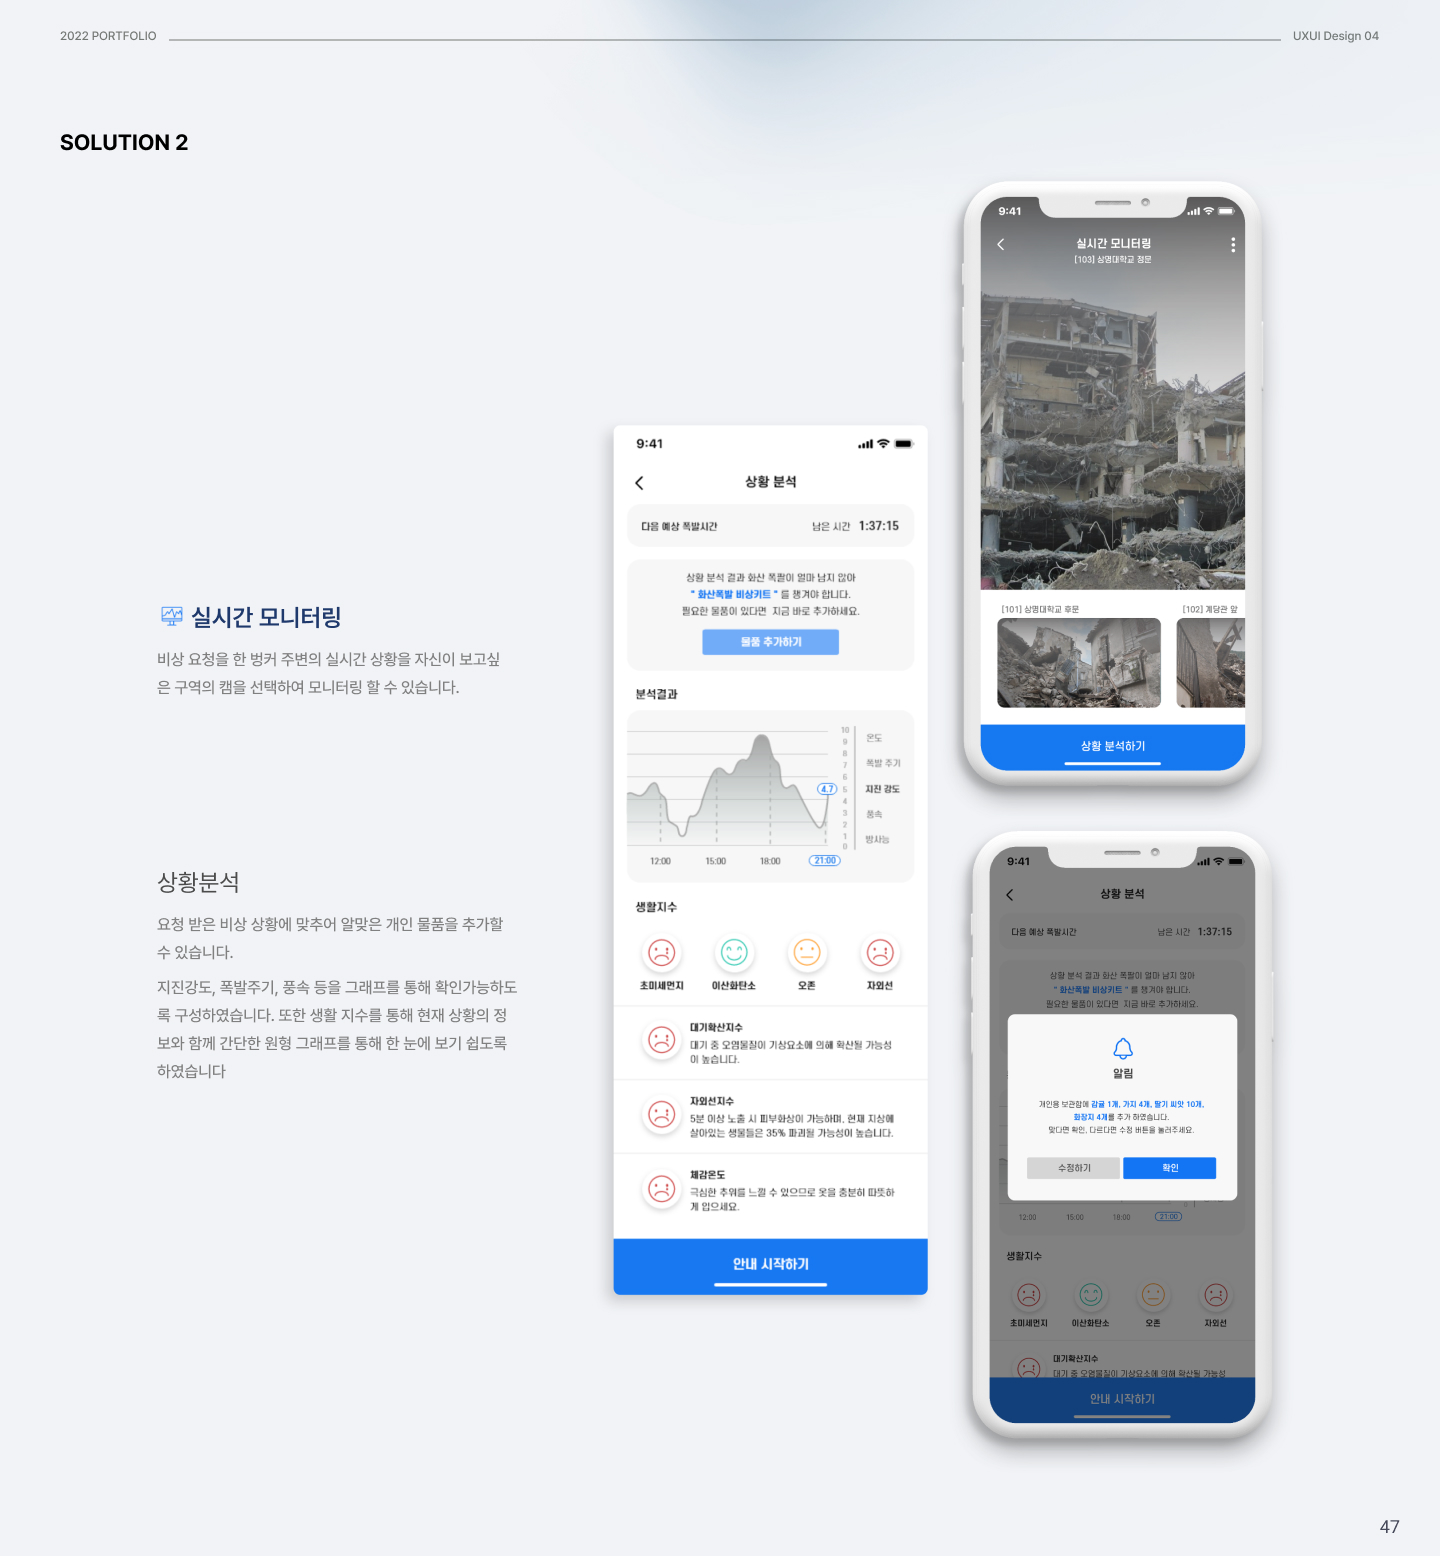 2022 PORTFOLIO
UXUI Design 04
SOLUTION 2
실시간 모니터링
비상 요청을 한 벙커 주변의 실시간 상황을 자신이 보고싶
은 구역의 캠을 선택하여 모니터링 할 수 있습니다.
상황분석
요청 받은 비상 상황에 맞추어 알맞은 개인 물품을 추가할
수 있습니다.
지진강도, 폭발주기, 풍속 등을 그래프를 통해 확인가능하도
록 구성하였습니다. 또한 생활 지수를 통해 현재 상황의 정
보와 함께 간단한 원형 그래프를 통해 한 눈에 보기 쉽도록
하였습니다
9:41
상황 분석
다음 예상 폭발시간
남은 시간 1:37:15
상황 분석 결과 화산 폭팔이 얼마 남지 않아
" 화산폭발 비상키트 " 를 챙겨야 합니다.
필요한 물품이 있다면 지금 바로 추가하세요.
물품 추가하기
분석결과
10
9
8
7
6
5
4
3
2
1
0
4.7
온도
폭발 주기
지진 강도
풍속
방사능
12:00
15:00
18:00
21:00
생활지수
초미세먼지
이산화탄소
오존
자외선
대기확산지수
대기 중 오염물질이 기상요소에 의해 확산될 가능성
이 높습니다.
자외선지수
5분 이상 노출 시 피부화상이 가능하며, 현재 지상에
살아있는 생물들은 35% 파괴될 가능성이 높습니다.
체감온도
극심한 추위를 느낄 수 있으므로 옷을 충분히 따뜻하
게 입으세요.
안내 시작하기
9:41
실시간 모니터링
[103] 상명대학교 정문
[101] 상명대학교 후문
[102] 계당관 앞
상황 분석하기
9:41
상황 분석
다음 예상 폭발시간
남은 시간 1:37:15
상황 분석 결과 화산 폭팔이 얼마 남지 않아
" 화산폭발 비상키트 " 를 챙겨야 합니다.
필요한 물품이 있다면 지금 바로 추가하세요.
알림
개인용 보관함에 감귤 1개, 가지 4개, 딸기 씨앗 10개,
화장지 4개를 추가 하였습니다.
맞다면 확인, 다르다면 수정 버튼을 눌러주세요.
수정하기
확인
12:00
15:00
18:00
21:00
생활지수
초미세먼지
이산화탄소
오존
자외선
대기확산지수
대기 중 오염물질이 기상요소에 의해 확산될 가능성
안내 시작하기
47